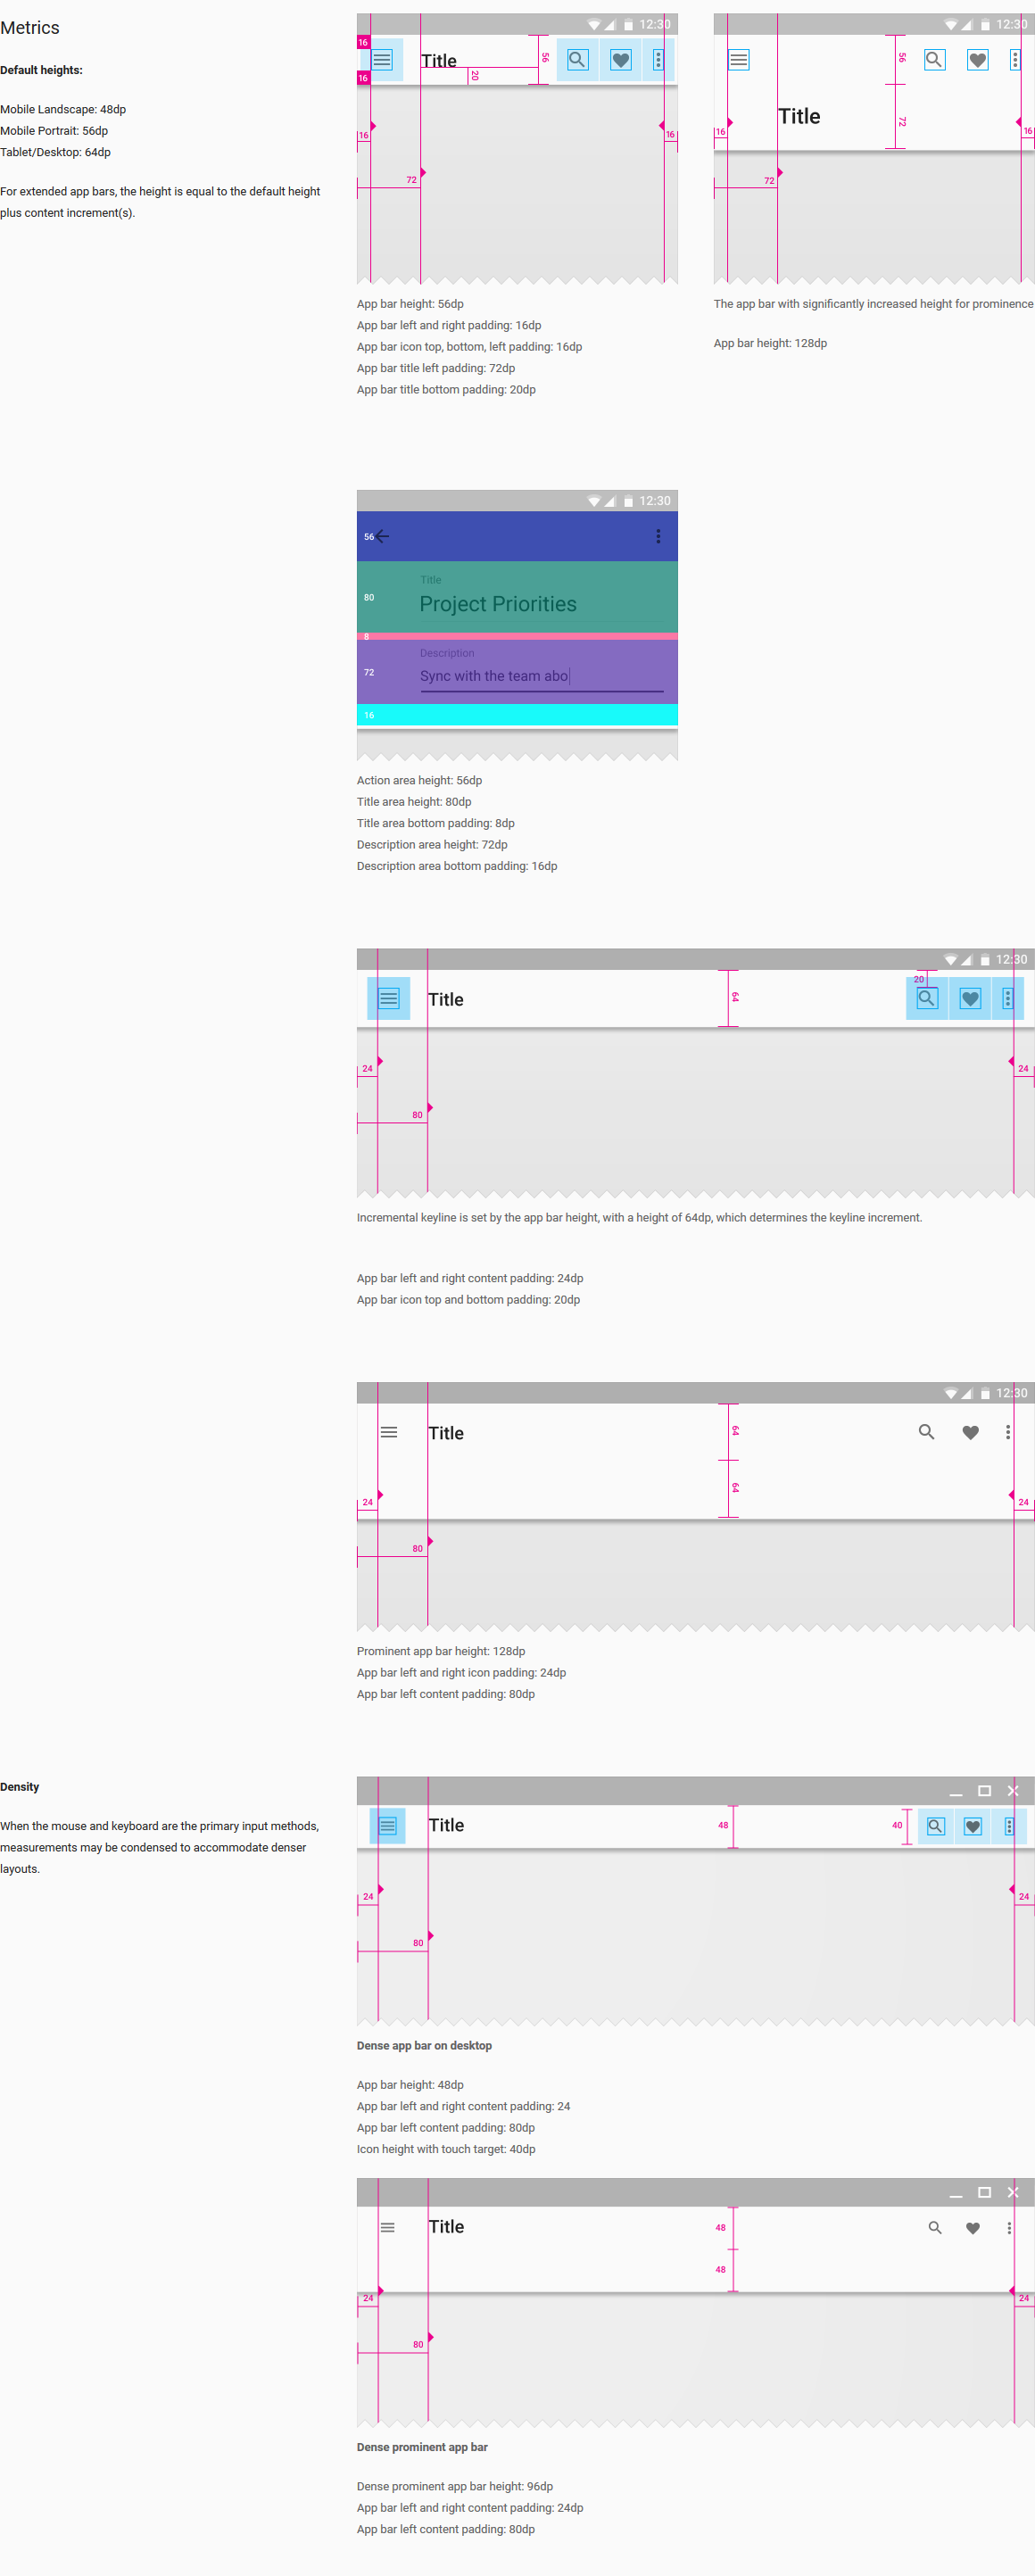 Metrics
Default heights:
Mobile Landscape: 48dp
Mobile Portrait: 56dp
Tablet/Desktop: 64dp
For extended app bars, the height is equal to the default height
plus content increment(s).
12:30
16
Title
56
20
16
16
16
72
App bar height: 56dp
App bar left and right padding: 16dp
App bar icon top, bottom, left padding: 16dp
App bar title left padding: 72dp
App bar title bottom padding: 20dp
12:30
56
Title
72
16
16
72
The app bar with significantly increased height for prominence
App bar height: 128dp
12:30
56
Title
80
Project Priorities
8
Description
72
Sync with the team abo
16
Action area height: 56dp
Title area height: 80dp
Title area bottom padding: 8dp
Description area height: 72dp
Description area bottom padding: 16dp
12:30
20
Title
64
24
24
80
Incremental keyline is set by the app bar height, with a height of 64dp, which determines the keyline increment.
App bar left and right content padding: 24dp
App bar icon top and bottom padding: 20dp
12:30
Title
64
64
24
24
80
Prominent app bar height: 128dp
App bar left and right icon padding: 24dp
App bar left content padding: 80dp
Density
When the mouse and keyboard are the primary input methods,
measurements may be condensed to accommodate denser
layouts.
Title
48
40
24
24
80
Dense app bar on desktop
App bar height: 48dp
App bar left and right content padding: 24
App bar left content padding: 80dp
Icon height with touch target: 40dp
Title
48
48
24
24
80
Dense prominent app bar
Dense prominent app bar height: 96dp
App bar left and right content padding: 24dp
App bar left content padding: 80dp